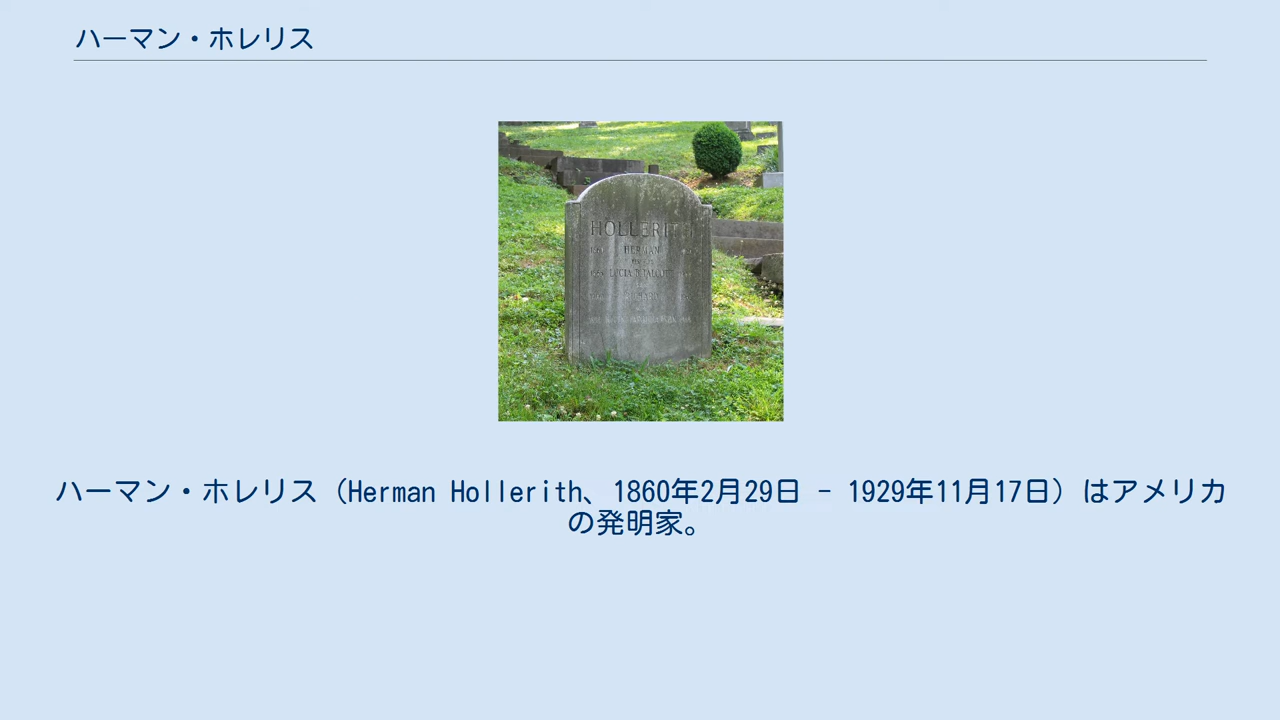 ハーマン・ホレリス
HOLLERITH
HERMAN
ハーマン・ホレリス（Herman Hollerith、1860年2月29日 - 1929年11月17日）はアメリカ
の発明家。